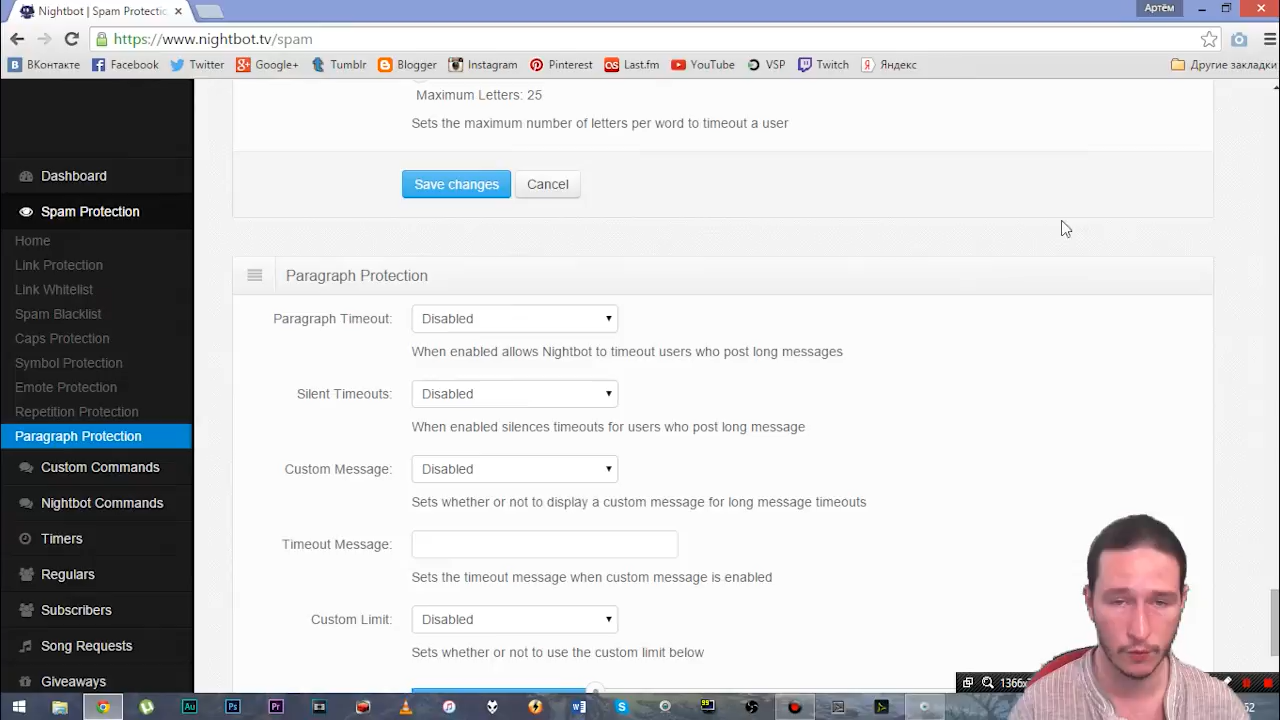 Nightbot | Spam Protectio
Артём
https://www.nightbot.tv/spam
ВКонтакте
Facebook
Twitter
Google+
Tumblr
Blogger
Instagram
Pinterest
Last.fm
YouTube
VSP
Twitch
Яндекс
Другие закладки
Maximum Letters: 25
Sets the maximum number of letters per word to timeout a user
Save changes
Cancel
Dashboard
Spam Protection
Home
Link Protection
Link Whitelist
Spam Blacklist
Caps Protection
Symbol Protection
Emote Protection
Repetition Protection
Paragraph Protection
Custom Commands
Nightbot Commands
Timers
Regulars
Subscribers
Song Requests
Giveaways
Paragraph Protection
Paragraph Timeout: Disabled
When enabled allows Nightbot to timeout users who post long messages
Silent Timeouts: Disabled
When enabled silences timeouts for users who post long message
Custom Message: Disabled
Sets whether or not to display a custom message for long message timeouts
Timeout Message:
Sets the timeout message when custom message is enabled
Custom Limit: Disabled
Sets whether or not to use the custom limit below